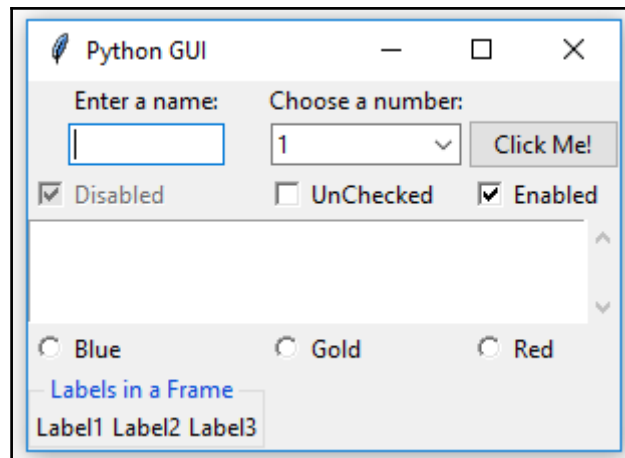 Python GUI
Enter a name: Choose a number:
1 Click Me!
Disabled UnChecked Enabled
Blue Gold Red
Labels in a Frame
Label1 Label2 Label3